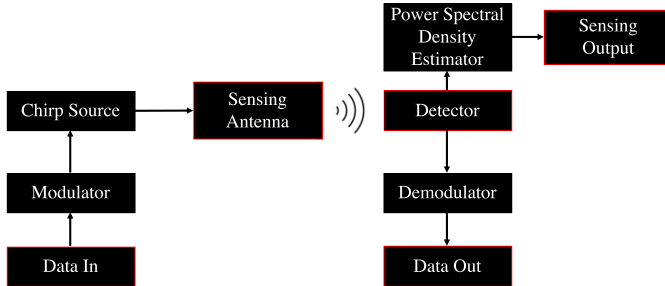 Power Spectral
Density
Estimator
Sensing
Output
Chirp Source
Sensing
Antenna
Detector
Modulator
Demodulator
Data In
Data Out